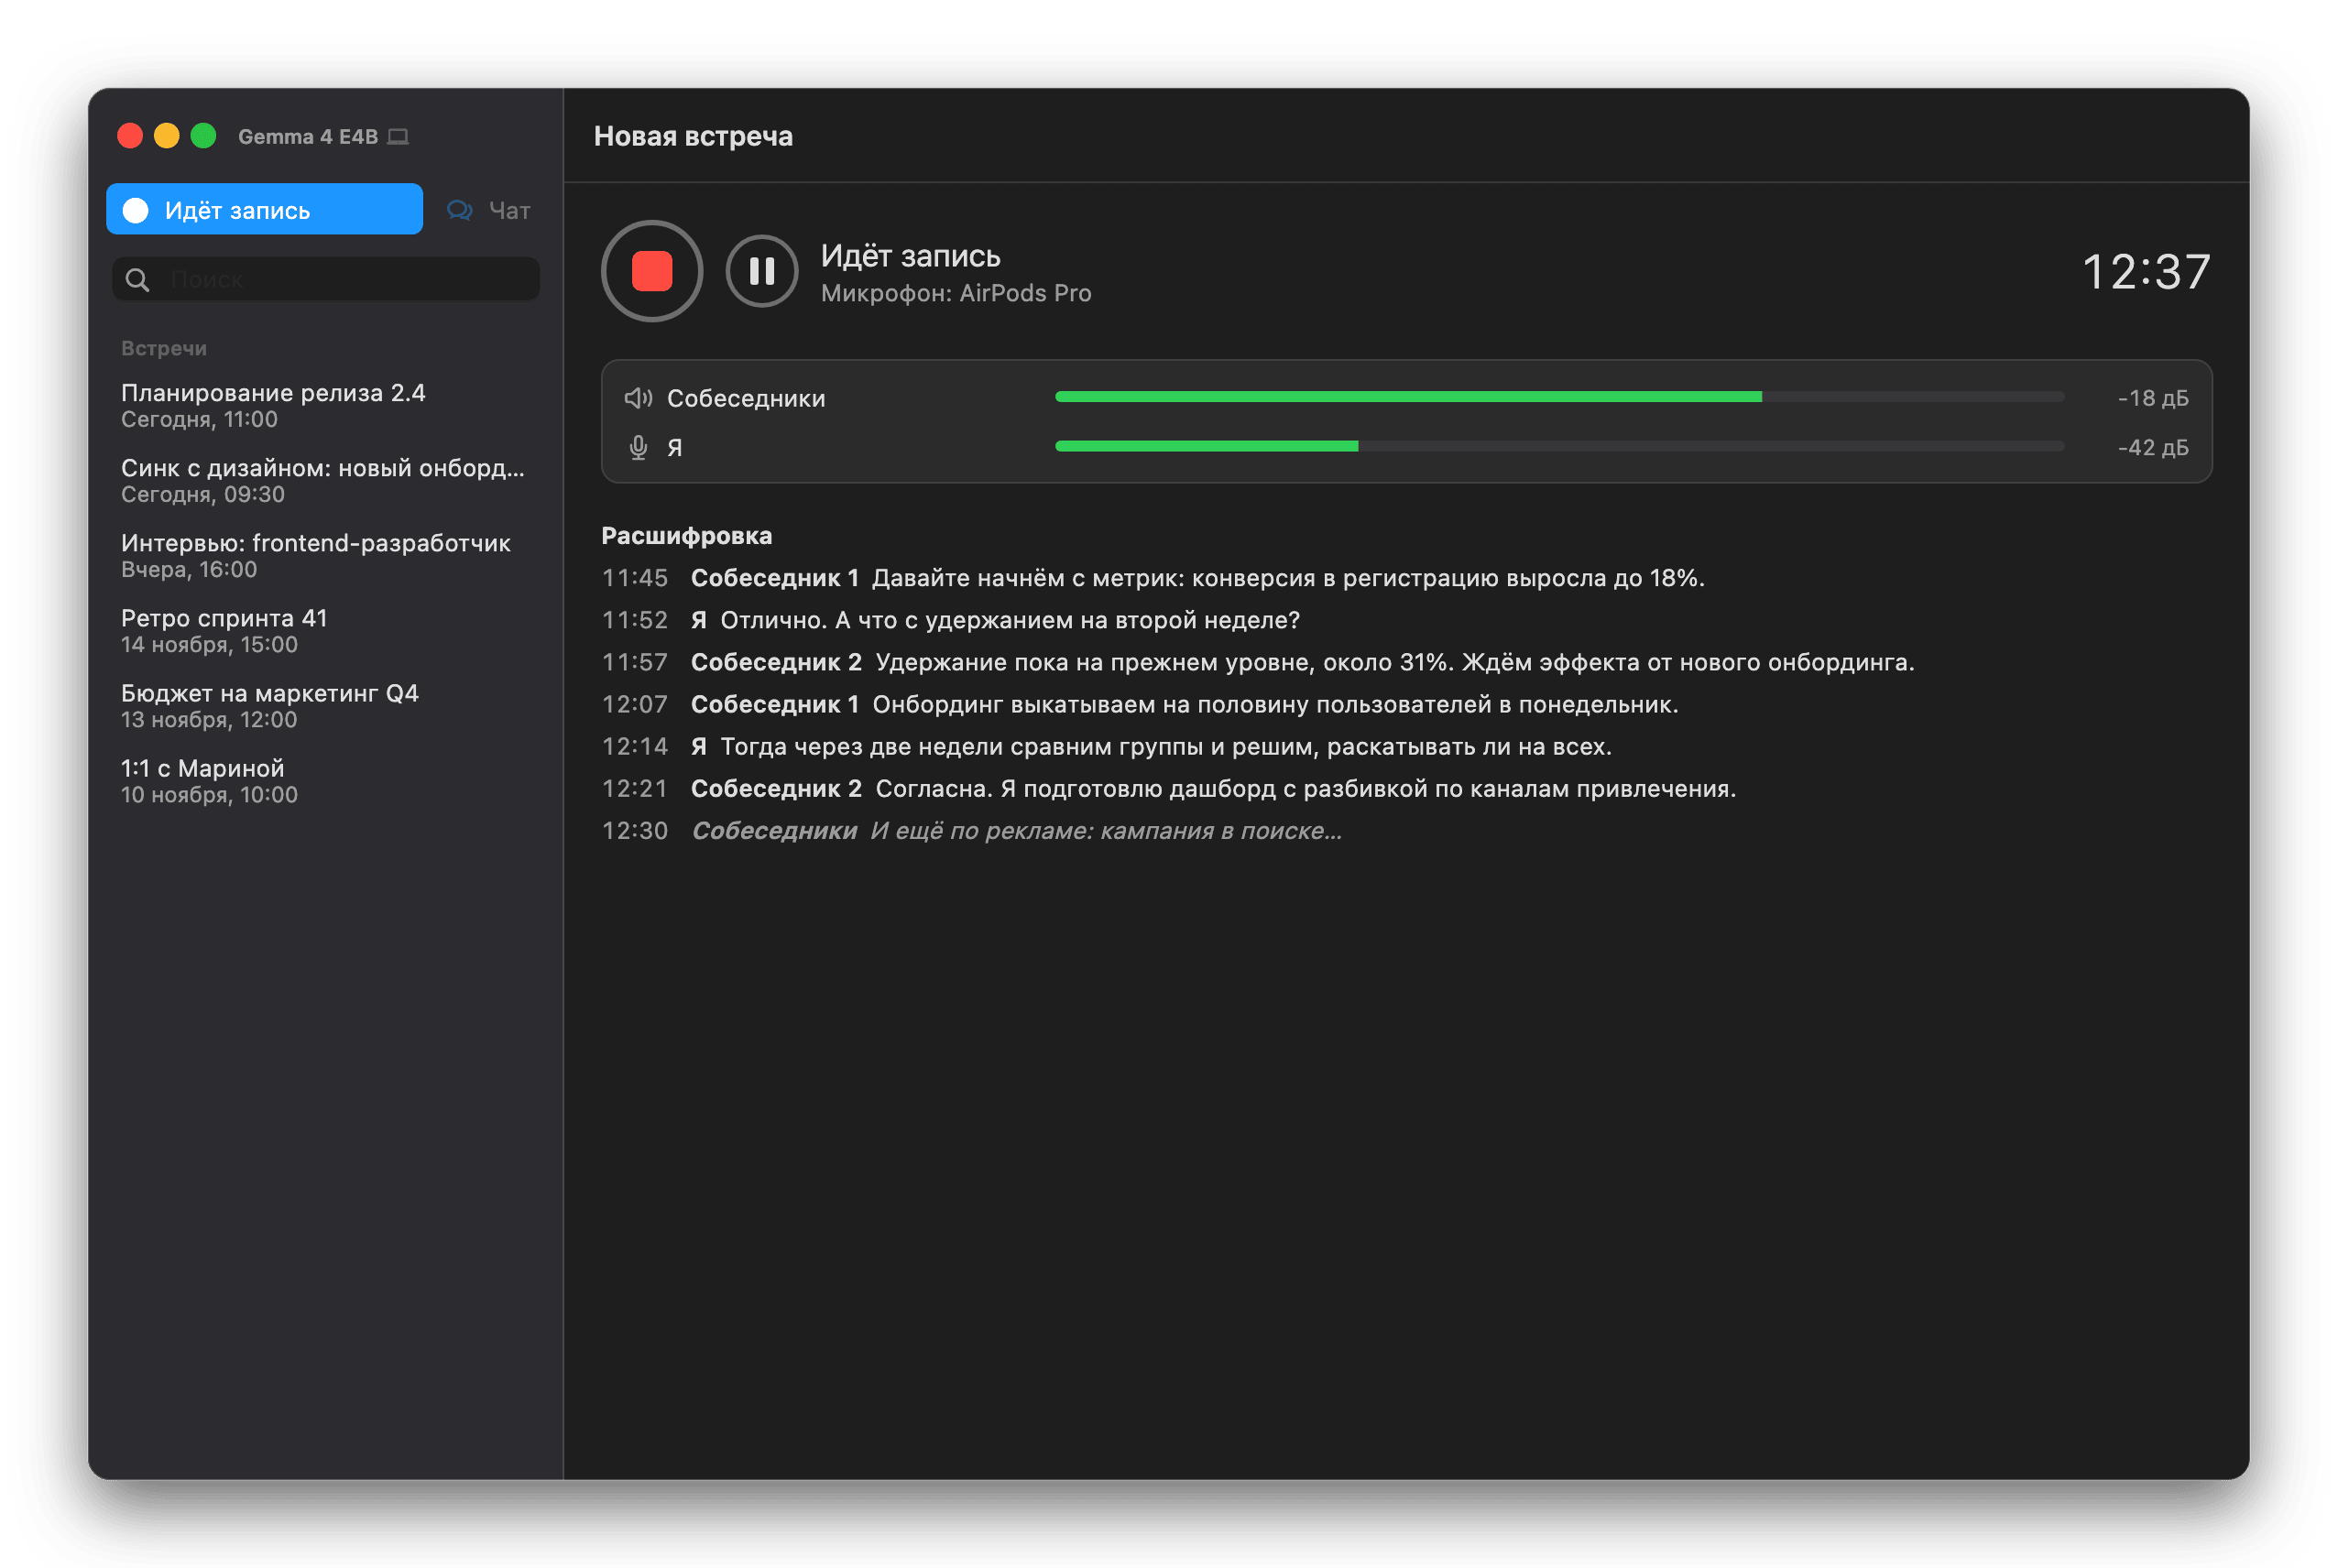 Gemma 4 E4B
Идёт запись
Чат
Поиск
Встречи
Планирование релиза 2.4
Сегодня, 11:00
Синк с дизайном: новый онборд...
Сегодня, 09:30
Интервью: frontend-разработчик
Вчера, 16:00
Ретро спринта 41
14 ноября, 15:00
Бюджет на маркетинг Q4
13 ноября, 12:00
1:1 с Мариной
10 ноября, 10:00
Новая встреча
Идёт запись
Микрофон: AirPods Pro
12:37
Собеседники -18 дБ
Я -42 дБ
Расшифровка
11:45 Собеседник 1 Давайте начнём с метрик: конверсия в регистрацию выросла до 18%.
11:52 Я Отлично. А что с удержанием на второй неделе?
11:57 Собеседник 2 Удержание пока на прежнем уровне, около 31%. Ждём эффекта от нового онбординга.
12:07 Собеседник 1 Онбординг выкатываем на половину пользователей в понедельник.
12:14 Я Тогда через две недели сравним группы и решим, раскатывать ли на всех.
12:21 Собеседник 2 Согласна. Я подготовлю дашборд с разбивкой по каналам привлечения.
12:30 Собеседники И ещё по рекламе: кампания в поиске...